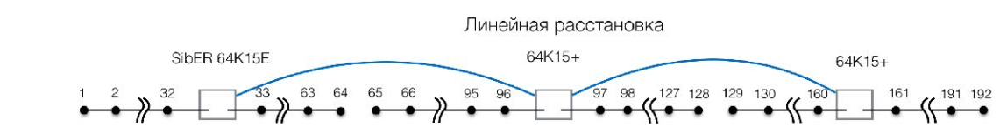 Линейная расстановка
SibER 64K15E
64K15+
64K15+
1 2 32 33 63 64 65 66 95 96 97 98 127 128 129 130 160 161 191 192